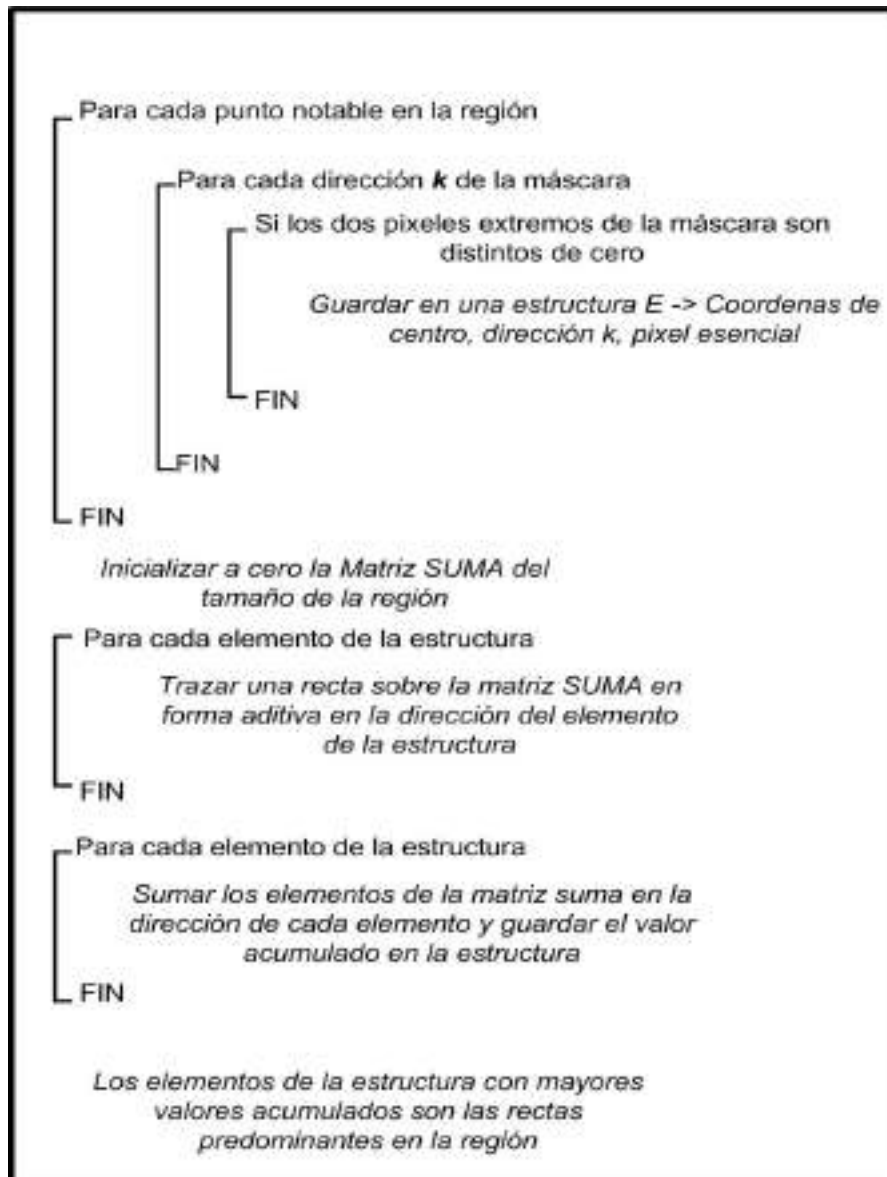 Para cada punto notable en la región
Para cada dirección k de la máscara
Si los dos pixeles extremos de la máscara son
distintos de cero
Guardar en una estructura E -> Coordenas de
centro, dirección k, pixel esencial
FIN
FIN
FIN
Inicializar a cero la Matriz SUMA del
tamaño de la región
Para cada elemento de la estructura
Trazar una recta sobre la matriz SUMA en
forma aditiva en la dirección del elemento
de la estructura
FIN
Para cada elemento de la estructura
Sumar los elementos de la matriz suma en la
dirección de cada elemento y guardar el valor
acumulado en la estructura
FIN
Los elementos de la estructura con mayores
valores acumulados son las rectas
predominantes en la región